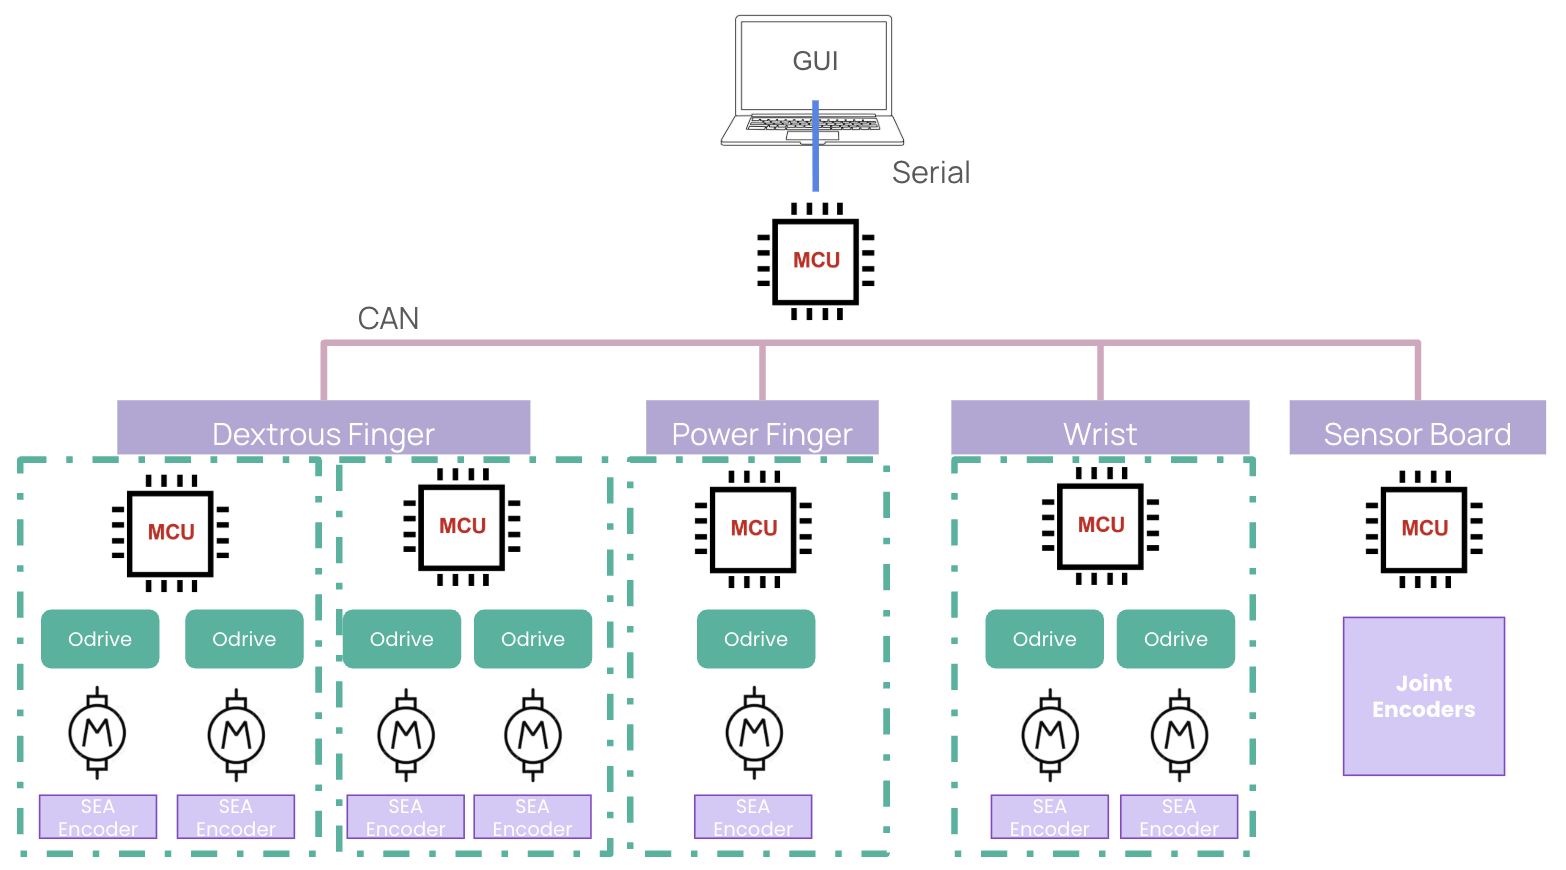 GUI
Serial
MCU
CAN
Dextrous Finger
Power Finger
Wrist
Sensor Board
MCU
MCU
MCU
MCU
MCU
Odrive
Odrive
Odrive
Odrive
Odrive
Odrive
Odrive
Joint
Encoders
M
M
M
M
M
M
M
SEA
Encoder
SEA
Encoder
SEA
Encoder
SEA
Encoder
SEA
Encoder
SEA
Encoder
SEA
Encoder